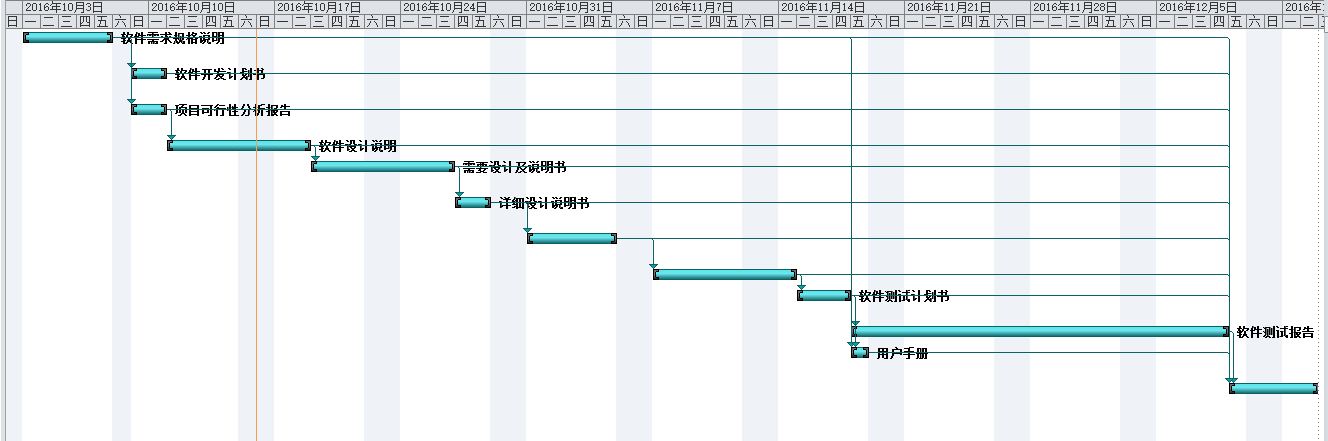 2016年10月3日 2016年10月10日 2016年10月17日 2016年10月24日 2016年10月31日 2016年11月7日 2016年11月14日 2016年11月21日 2016年11月28日 2016年12月5日 2016年
日 一 二 三 四 五 六 日 一 二 三 四 五 六 日 一 二 三 四 五 六 日 一 二 三 四 五 六 日 一 二 三 四 五 六 日 一 二 三 四 五 六 日 一 二 三 四 五 六 日 一 二 三 四 五 六 日 一 二 三 四 五 六 日 一 二 三 四 五 六 日 一 二
软件需求规格说明
软件开发计划书
项目可行性分析报告
软件设计说明
需要设计及说明书
详细设计说明书
软件测试计划书
软件测试报告
用户手册